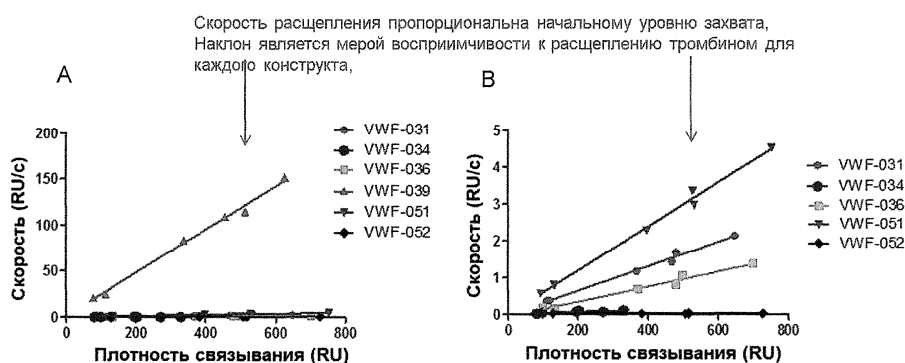 Скорость расщепления пропорциональна начальному уровню захвата,
Наклон является мерой восприимчивости к расщеплению тромбином для
каждого конструкта,
A
Скорость (RU/c)
200
150
100
50
0
0 200 400 600 800
Плотность связывания (RU)
VWF-031
VWF-034
VWF-036
VWF-039
VWF-051
VWF-052
B
Скорость (RU/c)
5
4
3
2
1
0
0 200 400 600 800
Плотность связывания (RU)
VWF-031
VWF-034
VWF-036
VWF-051
VWF-052